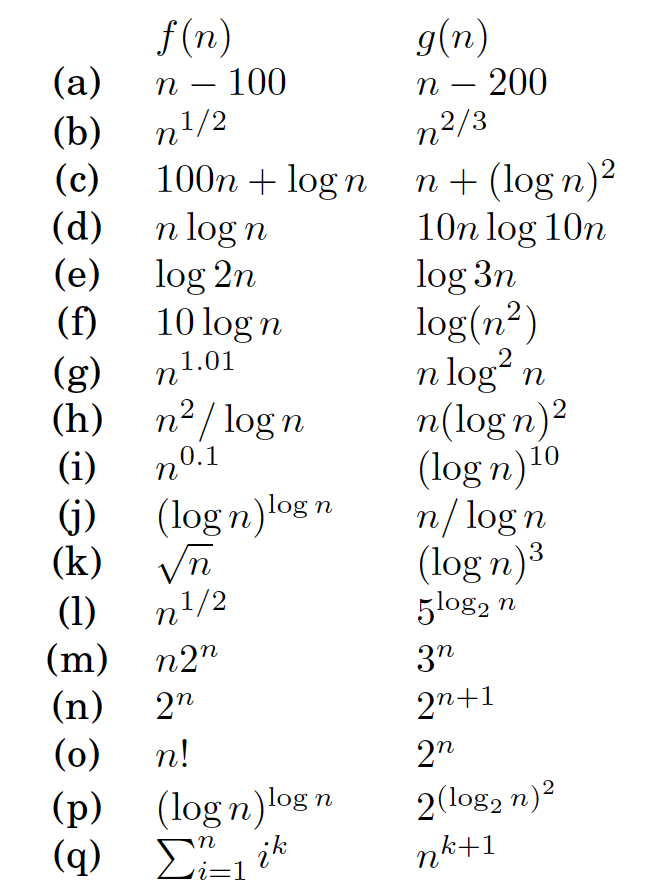 f(n) g(n)
(a) n − 100 n − 200
(b) n^{1/2} n^{2/3}
(c) 100n + log n n + (log n)^2
(d) n log n 10n log 10n
(e) log 2n log 3n
(f) 10 log n log(n^2)
(g) n^{1.01} n log^2 n
(h) n^2/ log n n(log n)^2
(i) n^{0.1} (log n)^{10}
(j) (log n)^{log n} n/ log n
(k) √n (log n)^3
(l) n^{1/2} 5^{log_2 n}
(m) n2^n 3^n
(n) 2^n 2^{n+1}
(o) n! 2^n
(p) (log n)^{log n} 2^{(log_2 n)^2}
(q) ∑_{i=1}^n i^k n^{k+1}